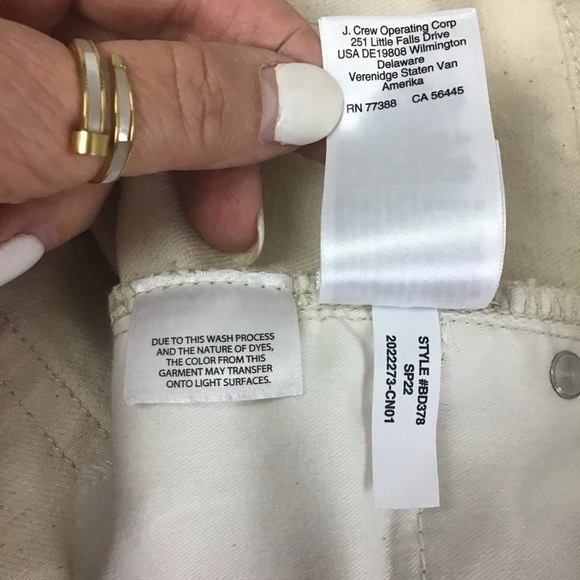 J. Crew Operating Corp
251 Little Falls Drive
USA DE19808 Wilmington
Delaware
Verenidge Staten Van
Amerika
RN 77388 CA 56445
DUE TO THIS WASH PROCESS
AND THE NATURE OF DYES,
THE COLOR FROM THIS
GARMENT MAY TRANSFER
ONTO LIGHT SURFACES.
STYLE #BD378
SP22
2022273-CN01